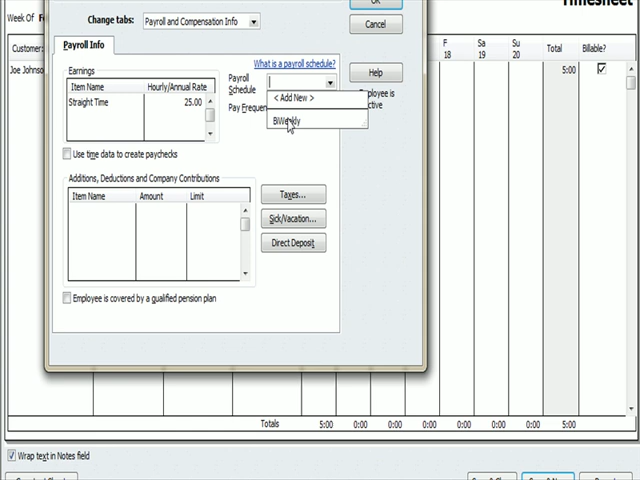 Timesheet
OK
Week Of
Change tabs: Payroll and Compensation Info
Cancel
Payroll Info
Customer:
F
18
Sa
19
Su
20
Total
Billable?
What is a payroll schedule?
Joe Johnso
5:00
Earnings
Help
Item Name Hourly/Annual Rate
Payroll
Schedule
Straight Time 25.00
< Add New >
Employee is
Pay Frequen
BiWeekly
Use time data to create paychecks
Additions, Deductions and Company Contributions
Item Name Amount Limit
Taxes...
Sick/Vacation...
Direct Deposit
Employee is covered by a qualified pension plan
Totals 5:00 0:00 0:00 0:00 0:00 0:00 5:00
Wrap text in Notes field